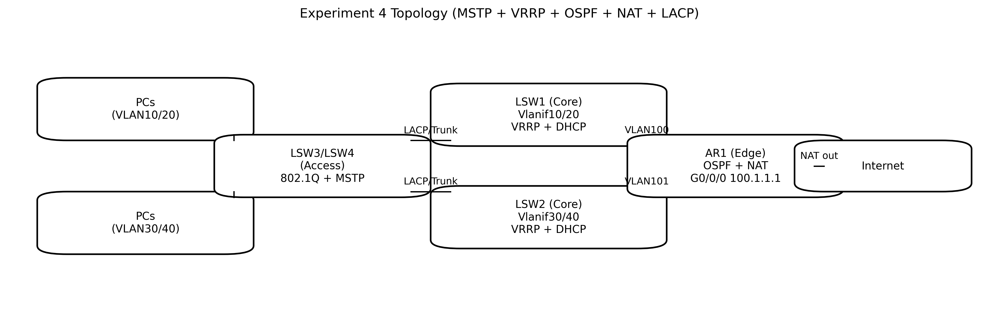 Experiment 4 Topology (MSTP + VRRP + OSPF + NAT + LACP)
PCs
(VLAN10/20)
PCs
(VLAN30/40)
LSW3/LSW4
(Access)
802.1Q + MSTP
LACP/Trunk
LACP/Trunk
LSW1 (Core)
Vlanif10/20
VRRP + DHCP
LSW2 (Core)
Vlanif30/40
VRRP + DHCP
VLAN100
VLAN101
AR1 (Edge)
OSPF + NAT
G0/0/0 100.1.1.1
NAT out
Internet